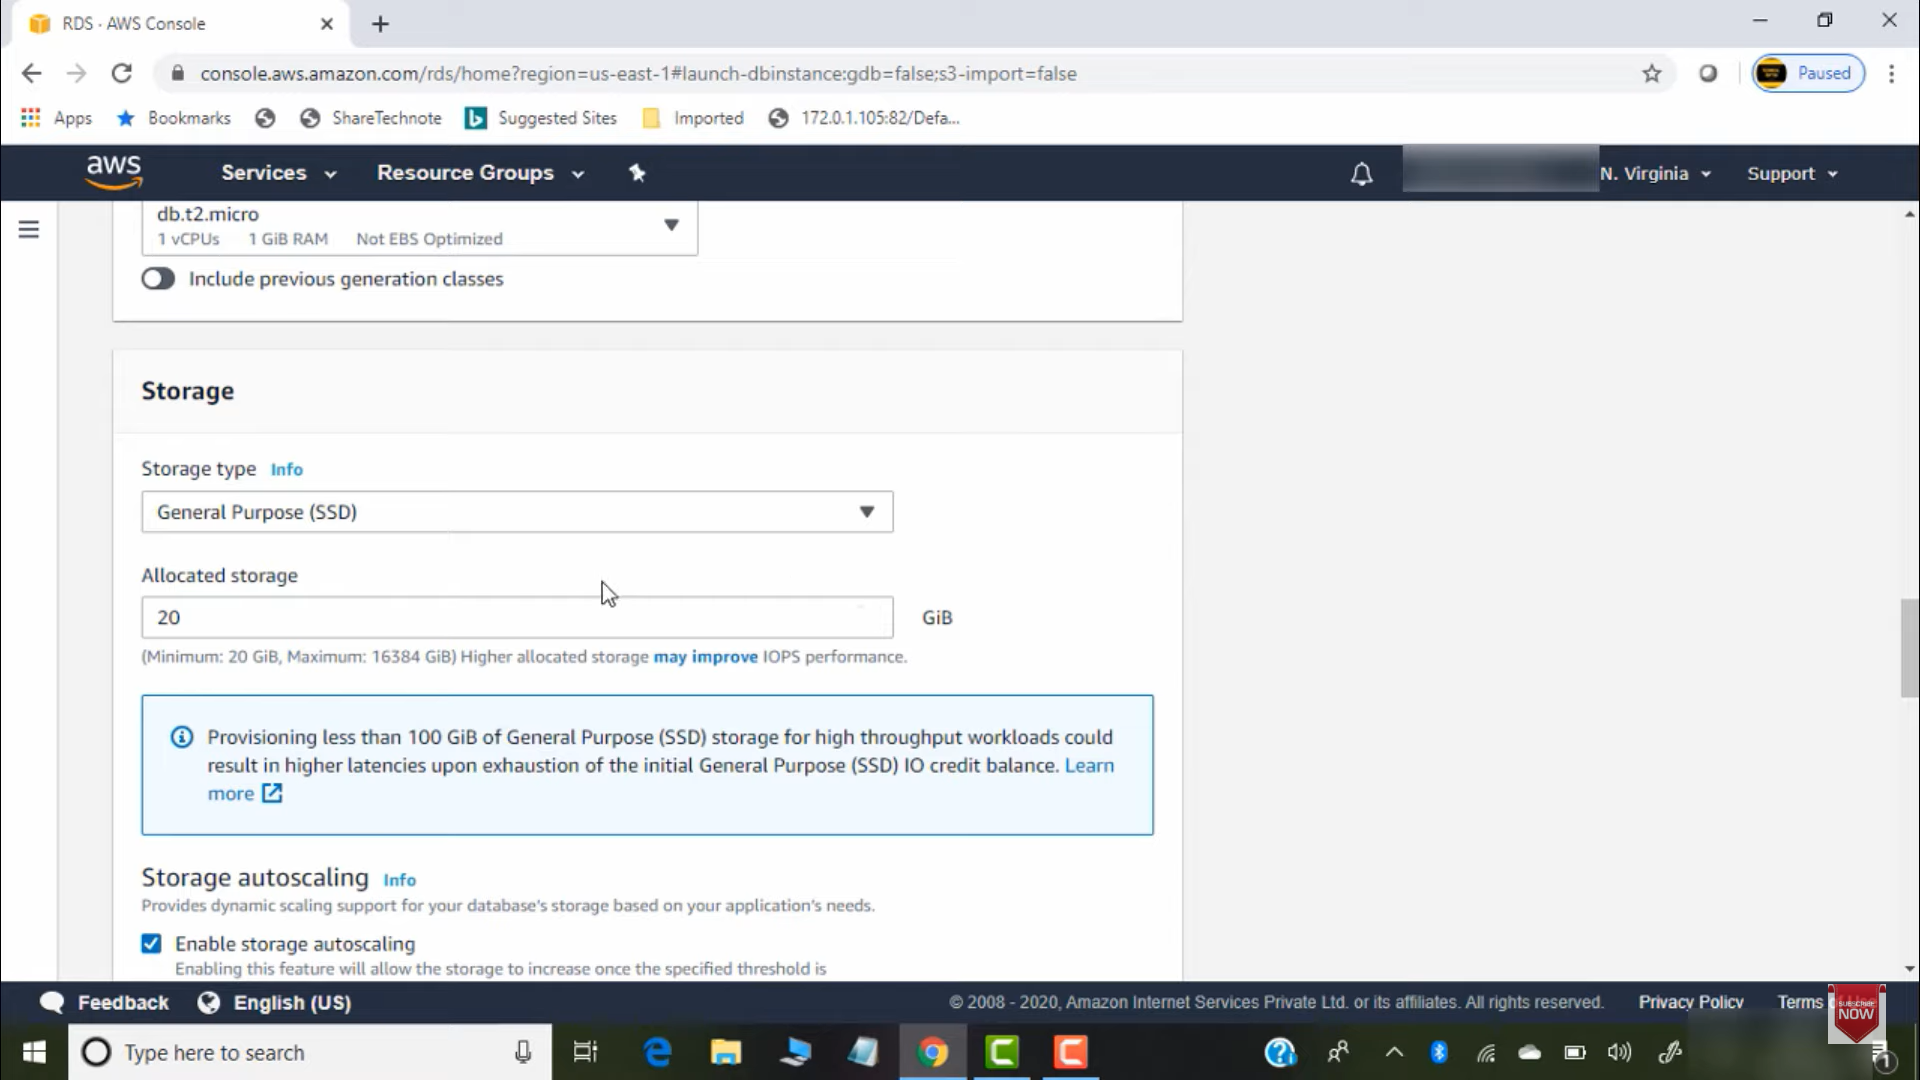 RDS - AWS Console
console.aws.amazon.com/rds/home?region=us-east-1#launch-dbinstance:gdb=false;s3-import=false
Paused
Apps
Bookmarks
ShareTechnote
Suggested Sites
Imported
172.0.1.105:82/Defa...
aws
Services
Resource Groups
N. Virginia
Support
db.t2.micro
1 vCPUs 1 GiB RAM Not EBS Optimized
Include previous generation classes
Storage
Storage type Info
General Purpose (SSD)
Allocated storage
20
GiB
(Minimum: 20 GiB, Maximum: 16384 GiB) Higher allocated storage may improve IOPS performance.
Provisioning less than 100 GiB of General Purpose (SSD) storage for high throughput workloads could
result in higher latencies upon exhaustion of the initial General Purpose (SSD) IO credit balance. Learn
more
Storage autoscaling Info
Provides dynamic scaling support for your database's storage based on your application's needs.
Enable storage autoscaling
Enabling this feature will allow the storage to increase once the specified threshold is
Feedback
English (US)
© 2008 - 2020, Amazon Internet Services Private Ltd. or its affiliates. All rights reserved.
Privacy Policy
Terms
SUBSCRIBE
NOW
Type here to search
1